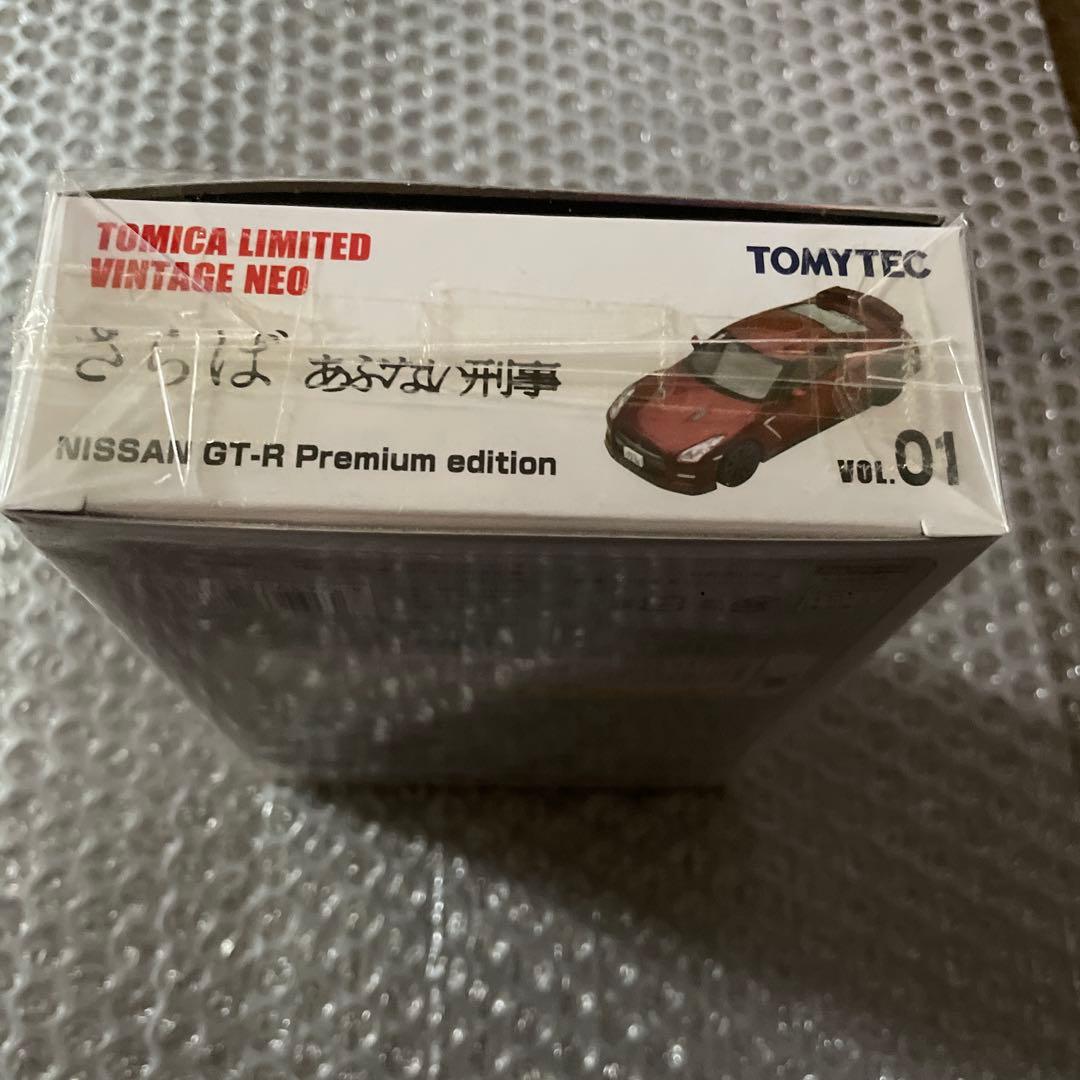 TOMICA LIMITED
VINTAGE NEO
TOMYTEC
さらば あぶない刑事
NISSAN GT-R Premium edition
VOL.01